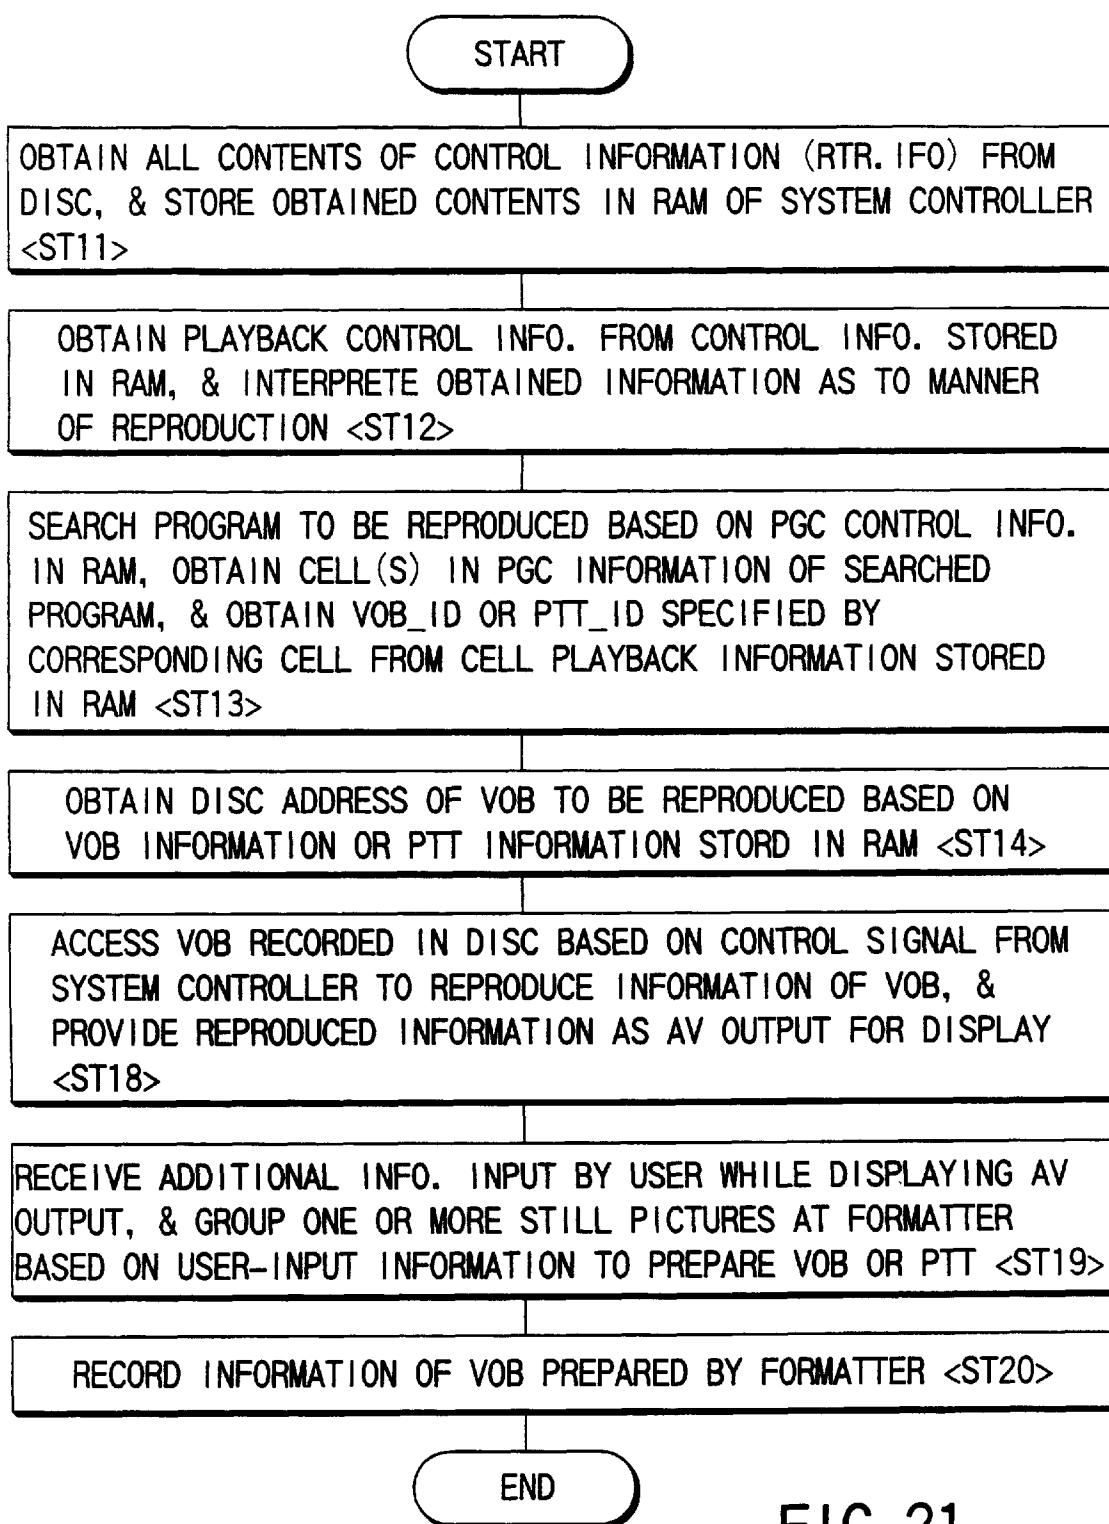 START
OBTAIN ALL CONTENTS OF CONTROL INFORMATION (RTR.IFO) FROM
DISC, & STORE OBTAINED CONTENTS IN RAM OF SYSTEM CONTROLLER
<ST11>
OBTAIN PLAYBACK CONTROL INFO. FROM CONTROL INFO. STORED
IN RAM, & INTERPRETE OBTAINED INFORMATION AS TO MANNER
OF REPRODUCTION <ST12>
SEARCH PROGRAM TO BE REPRODUCED BASED ON PGC CONTROL INFO.
IN RAM, OBTAIN CELL(S) IN PGC INFORMATION OF SEARCHED
PROGRAM, & OBTAIN VOB_ID OR PTT_ID SPECIFIED BY
CORRESPONDING CELL FROM CELL PLAYBACK INFORMATION STORED
IN RAM <ST13>
OBTAIN DISC ADDRESS OF VOB TO BE REPRODUCED BASED ON
VOB INFORMATION OR PTT INFORMATION STORD IN RAM <ST14>
ACCESS VOB RECORDED IN DISC BASED ON CONTROL SIGNAL FROM
SYSTEM CONTROLLER TO REPRODUCE INFORMATION OF VOB, &
PROVIDE REPRODUCED INFORMATION AS AV OUTPUT FOR DISPLAY
<ST18>
RECEIVE ADDITIONAL INFO. INPUT BY USER WHILE DISPLAYING AV
OUTPUT, & GROUP ONE OR MORE STILL PICTURES AT FORMATTER
BASED ON USER-INPUT INFORMATION TO PREPARE VOB OR PTT <ST19>
RECORD INFORMATION OF VOB PREPARED BY FORMATTER <ST20>
END
FIG. 21